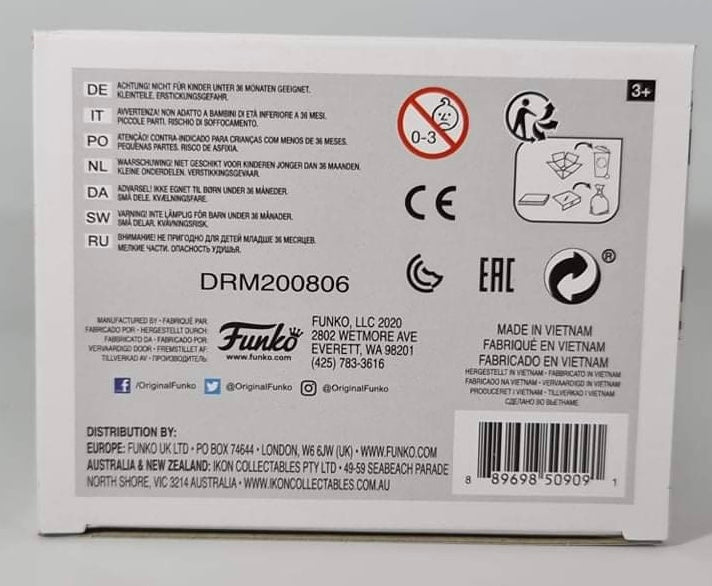 DE ACHTUNG! NICHT FÜR KINDER UNTER 36 MONATEN GEEIGNET.
KLEINTEILE, ERSTICKUNGSGEFAHR.
IT AVVERTENZA! NON ADATTO A BAMBINI DI ETÀ INFERIORE A 36 MESI.
PICCOLE PARTI. RISCHIO DI SOFFOCAMENTO.
PO ATENÇÃO! CONTRA-INDICADO PARA CRIANÇAS COM MENOS DE 36 MESES.
PEQUENAS PARTES. RISCO DE ASFIXIA.
NL WAARSCHUWING! NIET GESCHIKT VOOR KINDEREN JONGER DAN 36 MAANDEN.
KLEINE ONDERDELEN. VERSTIKKINGSGEVAAR.
DA ADVARSEL! IKKE EGNET TIL BØRN UNDER 36 MÅNEDER.
SMÅ DELE. KVÆLNINGSFARE.
SW VARNING! INTE LÄMPLIG FÖR BARN UNDER 36 MÅNADER.
SMÅ DELAR. KVÄVNINGSRISK.
RU ВНИМАНИЕ! НЕ ПРИГОДНО ДЛЯ ДЕТЕЙ МЛАДШЕ 36 МЕСЯЦЕВ.
МЕЛКИЕ ЧАСТИ. ОПАСНОСТЬ УДУШЬЯ.
0-3
3+
CE
EAC
®
DRM200806
MANUFACTURED BY • FABRIQUÉ PAR
FABRICADO POR • HERGESTELLT DURCH:
FABBRICATO DA • FABRICADO POR:
VERVAARDIGD DOOR • FREMSTILLET AF:
TILLVERKAD AV • ПРОИЗВОДИТЕЛЬ:
Funko
www.funko.com
FUNKO, LLC 2020
2802 WETMORE AVE
EVERETT, WA 98201
(425) 783-3616
/OriginalFunko @OriginalFunko @OriginalFunko
MADE IN VIETNAM
FABRIQUÉ EN VIETNAM
FABRICADO EN VIETNAM
HERGESTELLT IN VIETNAM • FABBRICATO IN VIETNAM
FABRICADO NA VIETNAM • VERVAARDIGD IN VIETNAM
PRODUCERET I VIETNAM • TILLVERKAD I VIETNAM
СДЕЛАНО ВО ВЬЕТНАМЕ
DISTRIBUTION BY:
EUROPE: FUNKO UK LTD • PO BOX 74644 • LONDON, W6 6JW (UK) • WWW.FUNKO.COM
AUSTRALIA & NEW ZEALAND: IKON COLLECTABLES PTY LTD • 49-59 SEABEACH PARADE
NORTH SHORE, VIC 3214 AUSTRALIA • WWW.IKONCOLLECTABLES.COM.AU
8 89698 50909 1